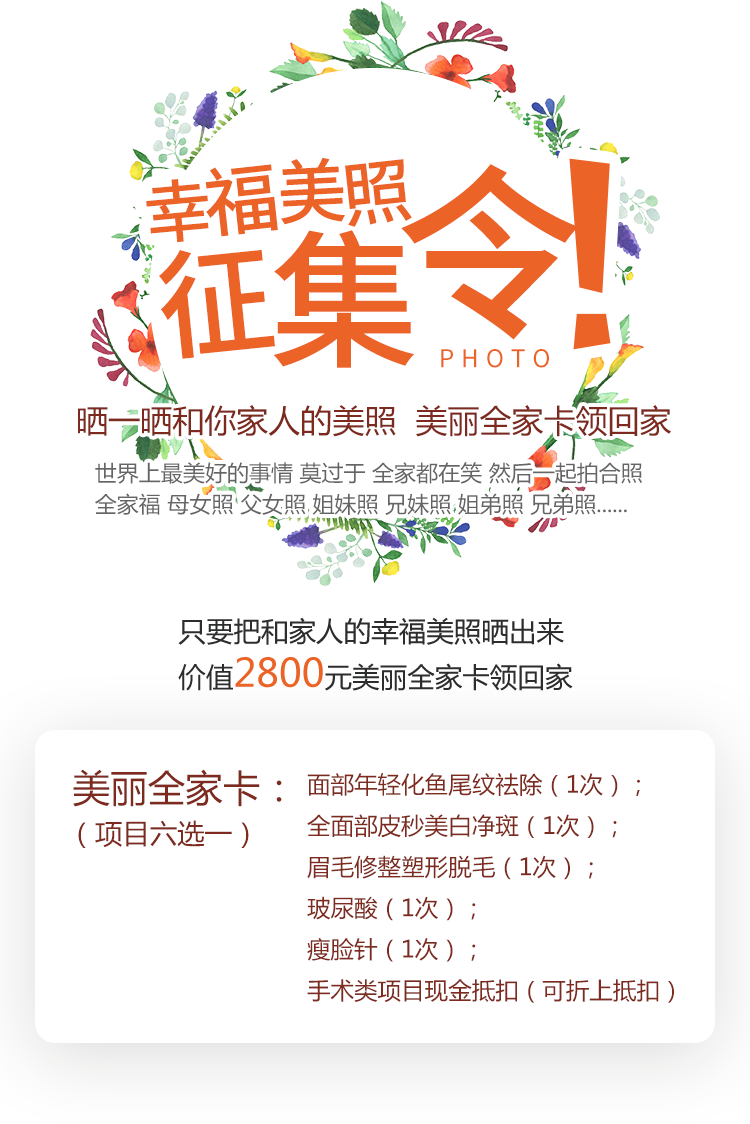 幸福美照
征集令!
PHOTO
晒一晒和你家人的美照 美丽全家卡领回家
世界上最美好的事情 莫过于 全家都在笑 然后一起拍合照
全家福 母女照 父女照 姐妹照 兄妹照 姐弟照 兄弟照......
只要把和家人的幸福美照晒出来
价值2800元美丽全家卡领回家
美丽全家卡：
（项目六选一）
面部年轻化鱼尾纹祛除（1次）；
全面部皮秒美白净斑（1次）；
眉毛修整塑形脱毛（1次）；
玻尿酸（1次）；
瘦脸针（1次）；
手术类项目现金抵扣（可折上抵扣）